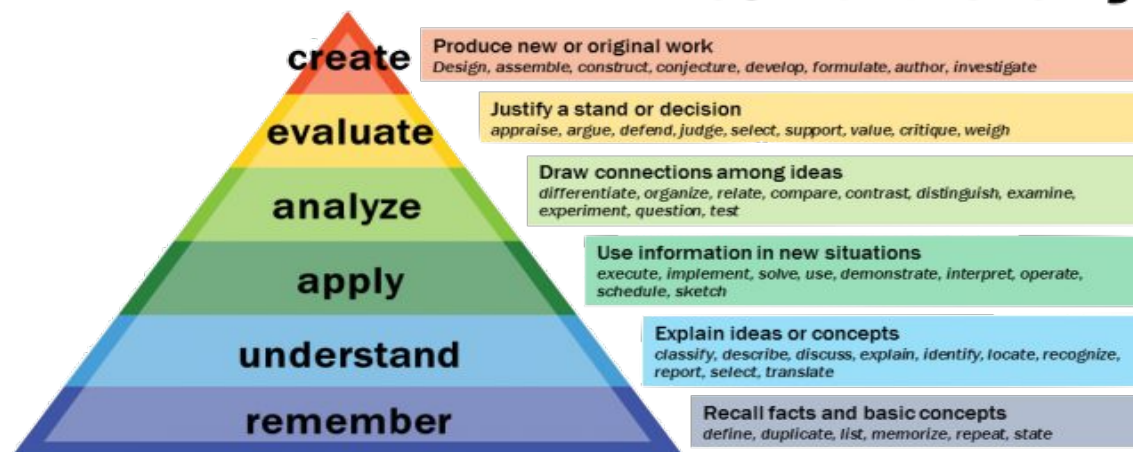 create
Produce new or original work
Design, assemble, construct, conjecture, develop, formulate, author, investigate
evaluate
Justify a stand or decision
appraise, argue, defend, judge, select, support, value, critique, weigh
analyze
Draw connections among ideas
differentiate, organize, relate, compare, contrast, distinguish, examine,
experiment, question, test
apply
Use information in new situations
execute, implement, solve, use, demonstrate, interpret, operate,
schedule, sketch
understand
Explain ideas or concepts
classify, describe, discuss, explain, identify, locate, recognize,
report, select, translate
remember
Recall facts and basic concepts
define, duplicate, list, memorize, repeat, state